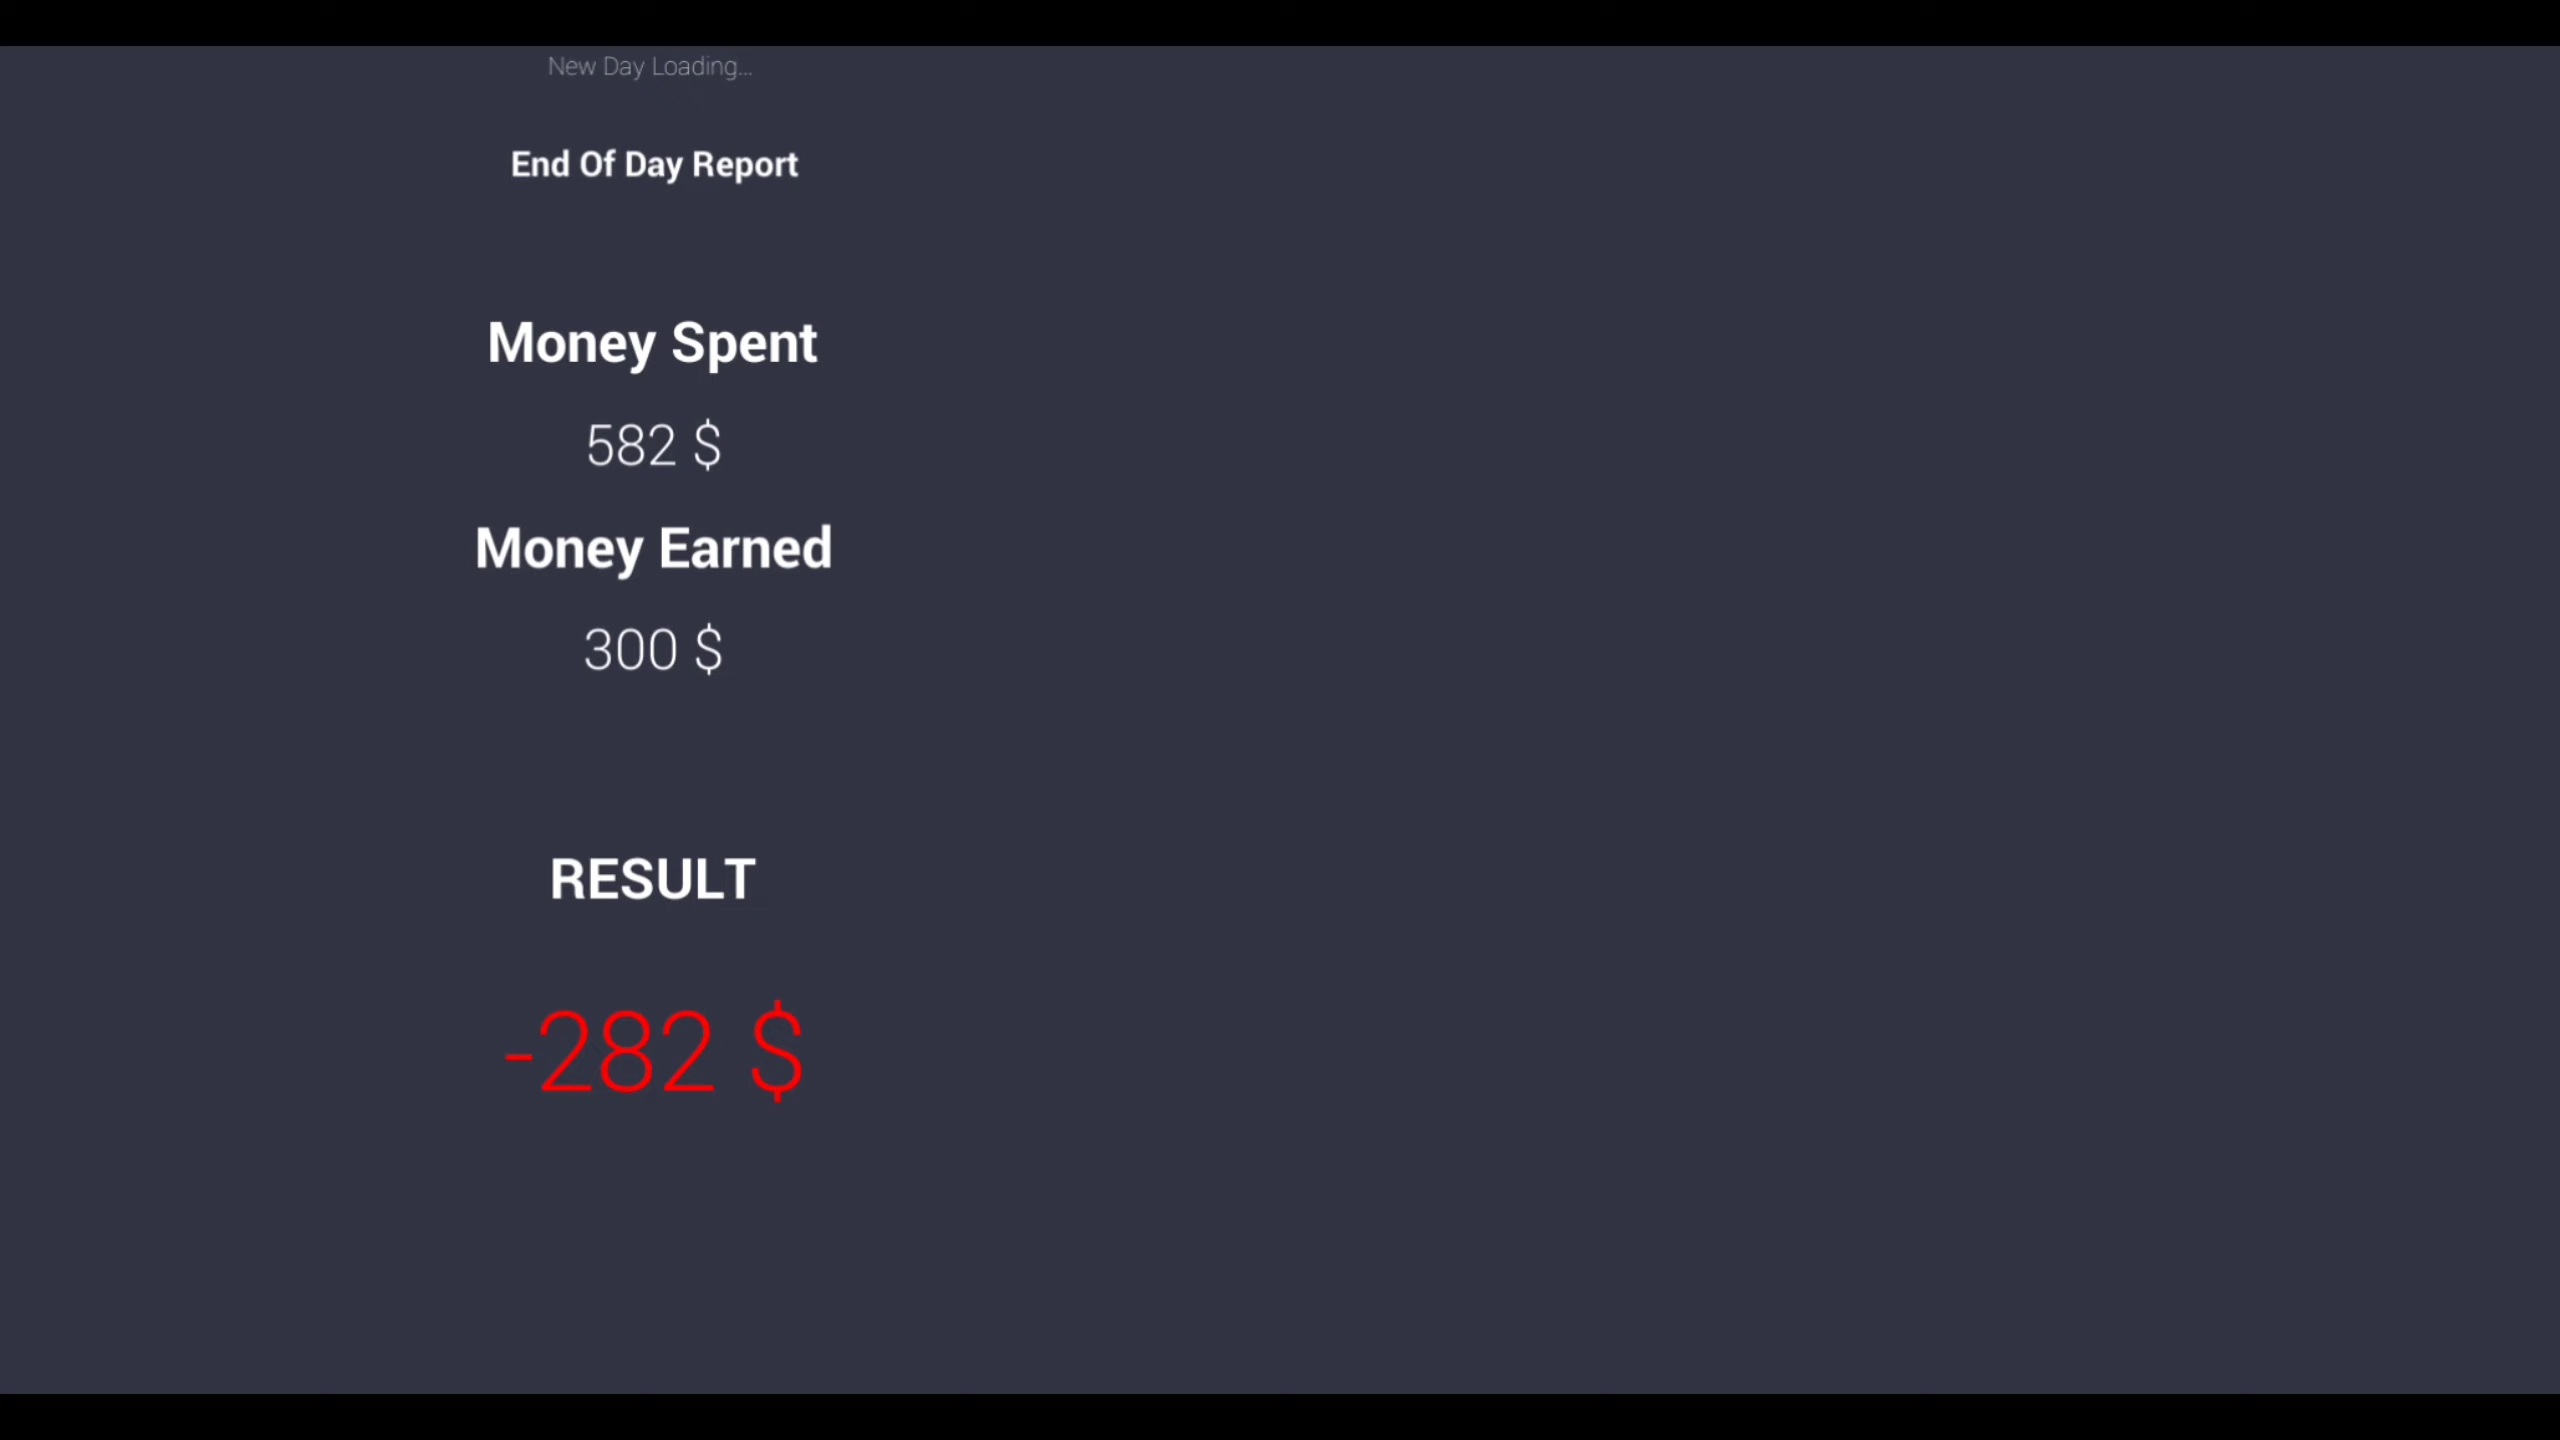 New Day Loading...
End Of Day Report
Money Spent
582 $
Money Earned
300 $
RESULT
-282 $